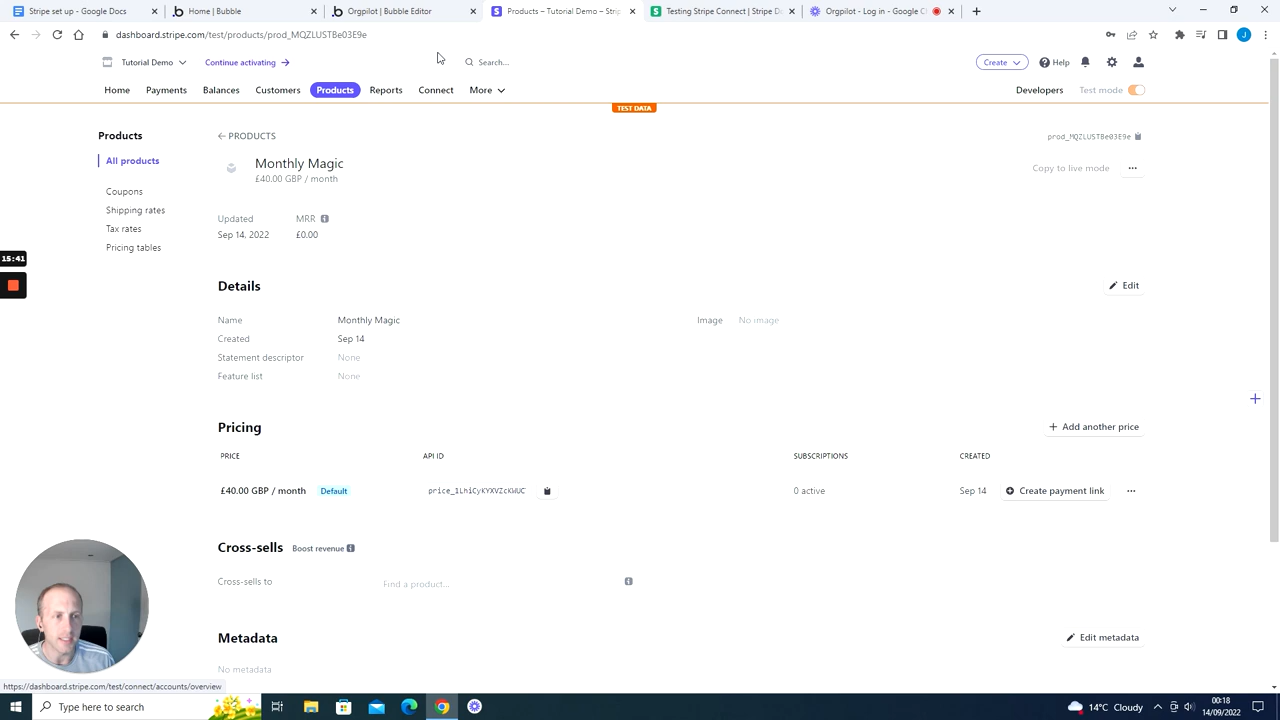 Stripe set up - Google Docs
Home | Bubble
Orgpilot | Bubble Editor
Products – Tutorial Demo – Stri
Testing Stripe Connect | Stripe D
Orgpilot - Log in - Google C
dashboard.stripe.com/test/products/prod_MQZLUSTBe03E9e
Tutorial Demo
Continue activating
Search...
Create
Help
Home
Payments
Balances
Customers
Products
Reports
Connect
More
Developers
Test mode
TEST DATA
Products
All products
Coupons
Shipping rates
Tax rates
Pricing tables
PRODUCTS
prod_MQZLUSTBe03E9e
Monthly Magic
£40.00 GBP / month
Copy to live mode
Updated
MRR
Sep 14, 2022
£0.00
15:41
Details
Edit
Name
Monthly Magic
Image
No image
Created
Sep 14
Statement descriptor
None
Feature list
None
Pricing
Add another price
PRICE
API ID
SUBSCRIPTIONS
CREATED
£40.00 GBP / month
Default
0 active
Sep 14
Create payment link
Cross-sells
Boost revenue
Cross-sells to
Find a product...
Metadata
Edit metadata
No metadata
https://dashboard.stripe.com/test/connect/accounts/overview
Type here to search
14°C Cloudy
00:18
14/09/2022